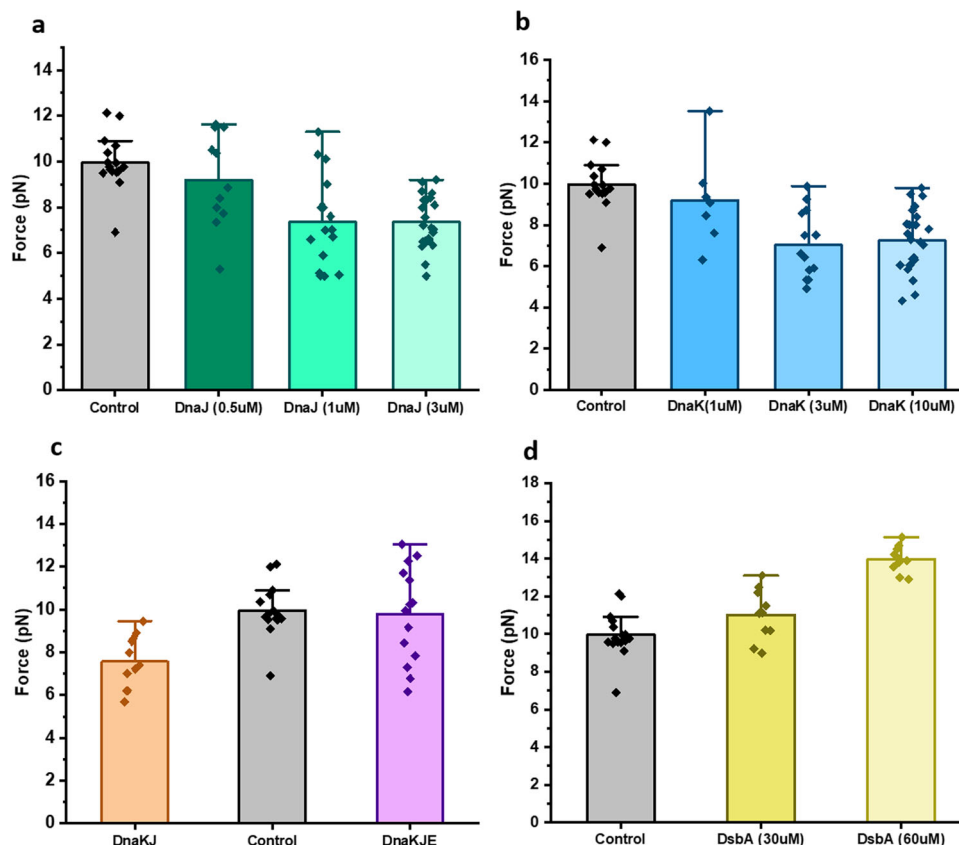 a
Force (pN)
14
12
10
8
6
4
2
0
Control
DnaJ (0.5uM)
DnaJ (1uM)
DnaJ (3uM)
b
Force (pN)
16
14
12
10
8
6
4
2
0
Control
DnaK(1uM)
DnaK (3uM)
DnaK (10uM)
c
Force (pN)
16
14
12
10
8
6
4
2
0
DnaKJ
Control
DnaKJE
d
Force (pN)
18
16
14
12
10
8
6
4
2
0
Control
DsbA (30uM)
DsbA (60uM)